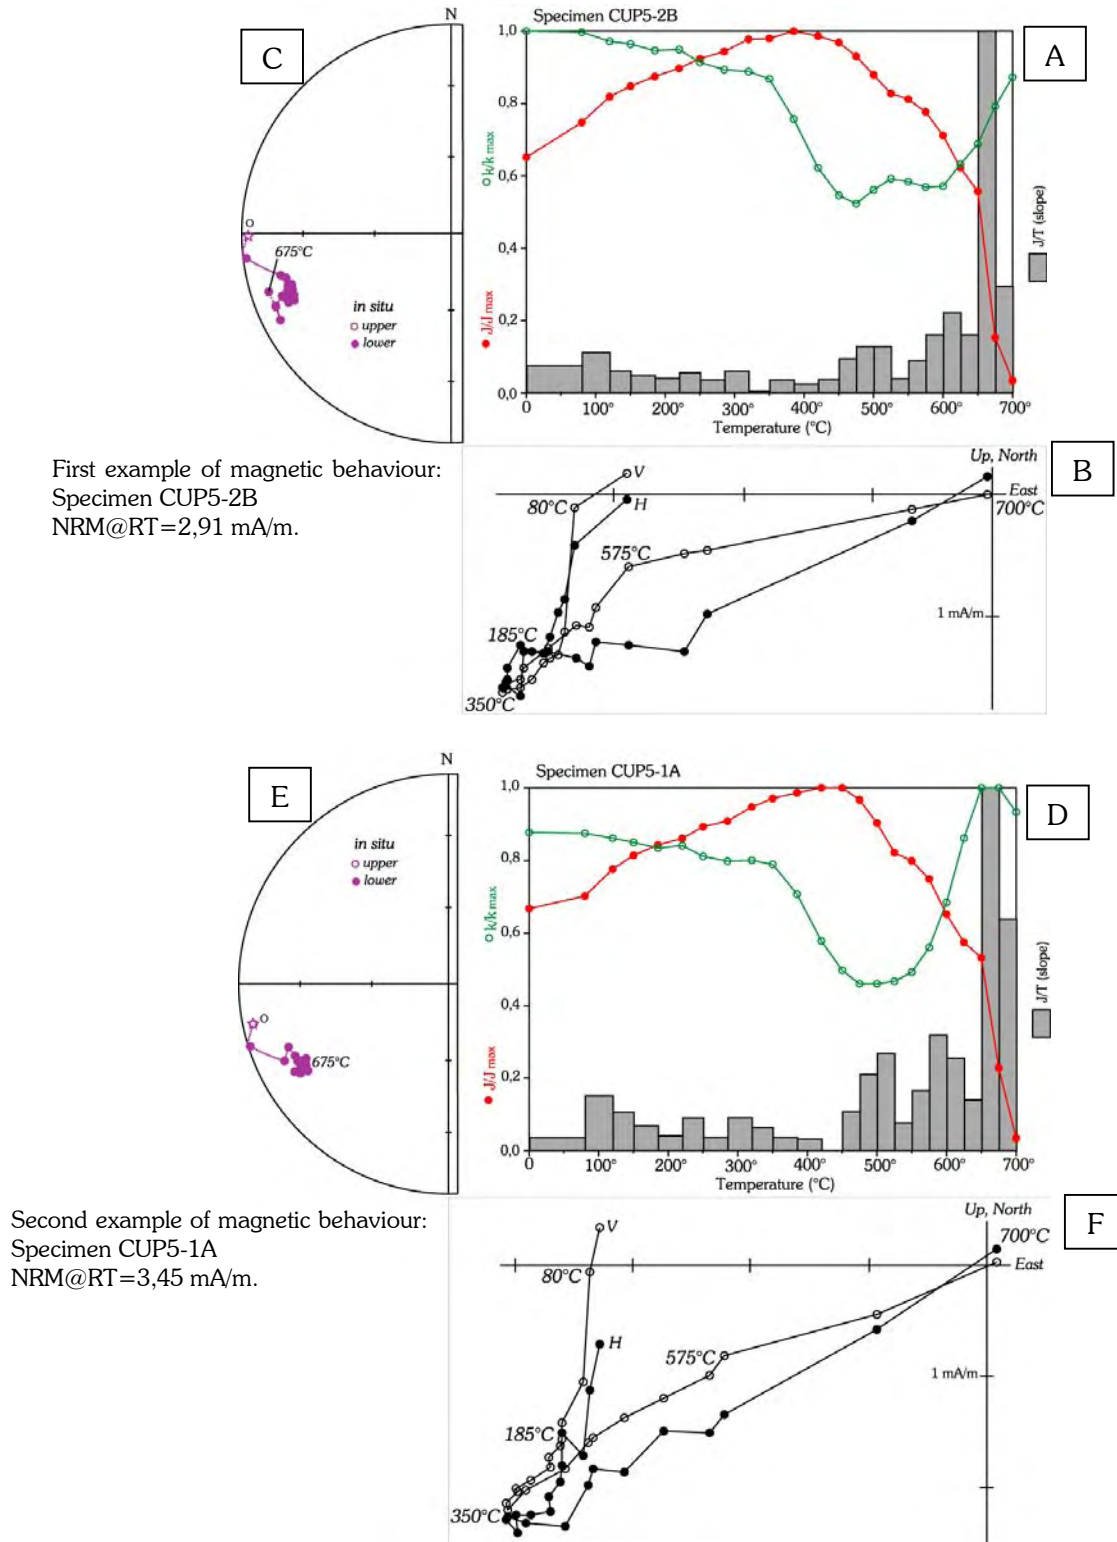 N
C
Specimen CUP5-2B
A
1,0
0,8
0,6
0,4
0,2
0,0
k/k max
J/J max
J/T (slope)
0
100°
200°
300°
400°
500°
600°
700°
Temperature (°C)
O
675°C
in situ
upper
lower
First example of magnetic behaviour:
Specimen CUP5-2B
NRM@RT=2,91 mA/m.
Up, North
B
V
H
80°C
East
700°C
575°C
1 mA/m
185°C
350°C
N
E
Specimen CUP5-1A
D
1,0
0,8
0,6
0,4
0,2
0,0
k/k max
J/J max
J/T (slope)
0
100°
200°
300°
400°
500°
600°
700°
Temperature (°C)
in situ
upper
lower
O
675°C
Second example of magnetic behaviour:
Specimen CUP5-1A
NRM@RT=3,45 mA/m.
Up, North
F
V
700°C
80°C
East
H
575°C
1 mA/m
185°C
350°C